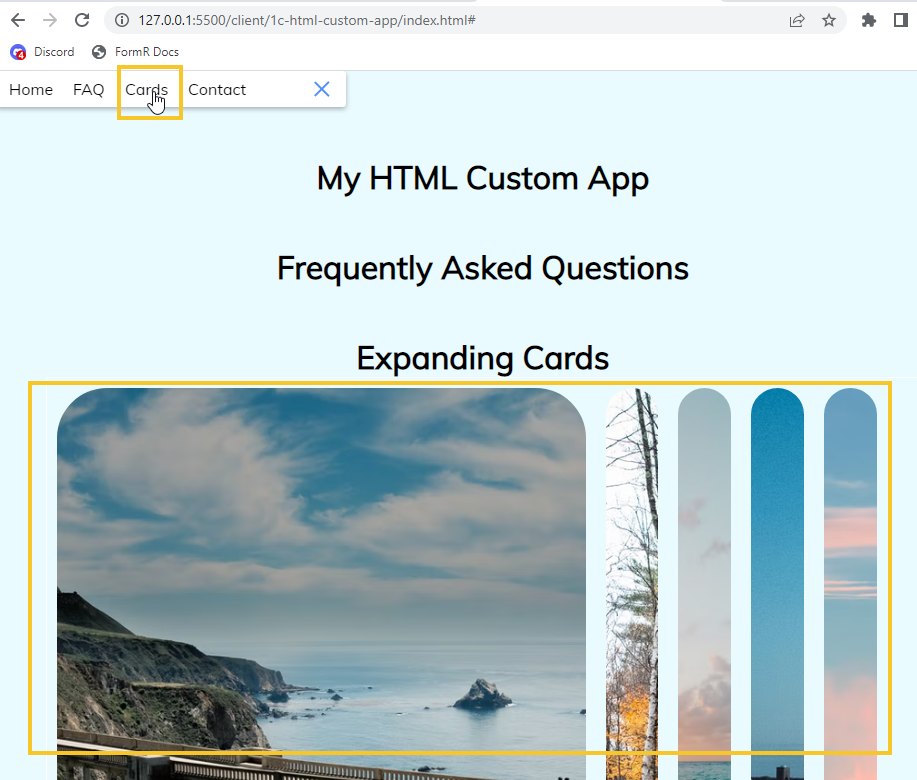 127.0.0.1:5500/client/1c-html-custom-app/index.html#
4 Discord FormR Docs
Home FAQ Cards Contact
My HTML Custom App
Frequently Asked Questions
Expanding Cards